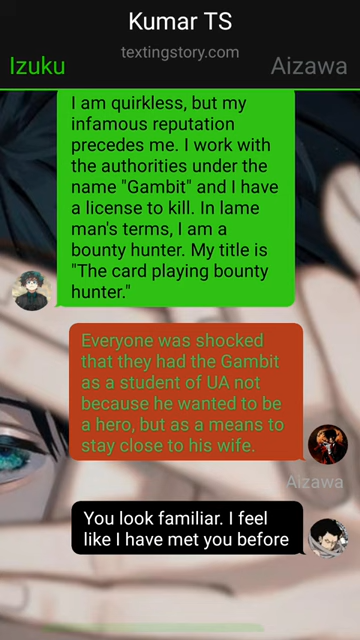 Kumar TS
textingstory.com
Izuku
Aizawa
I am quirkless, but my
infamous reputation
precedes me. I work with
the authorities under the
name "Gambit" and I have
a license to kill. In lame
man's terms, I am a
bounty hunter. My title is
"The card playing bounty
hunter."
Everyone was shocked
that they had the Gambit
as a student of UA not
because he wanted to be
a hero, but as a means to
stay close to his wife.
Aizawa
You look familiar. I feel
like I have met you before